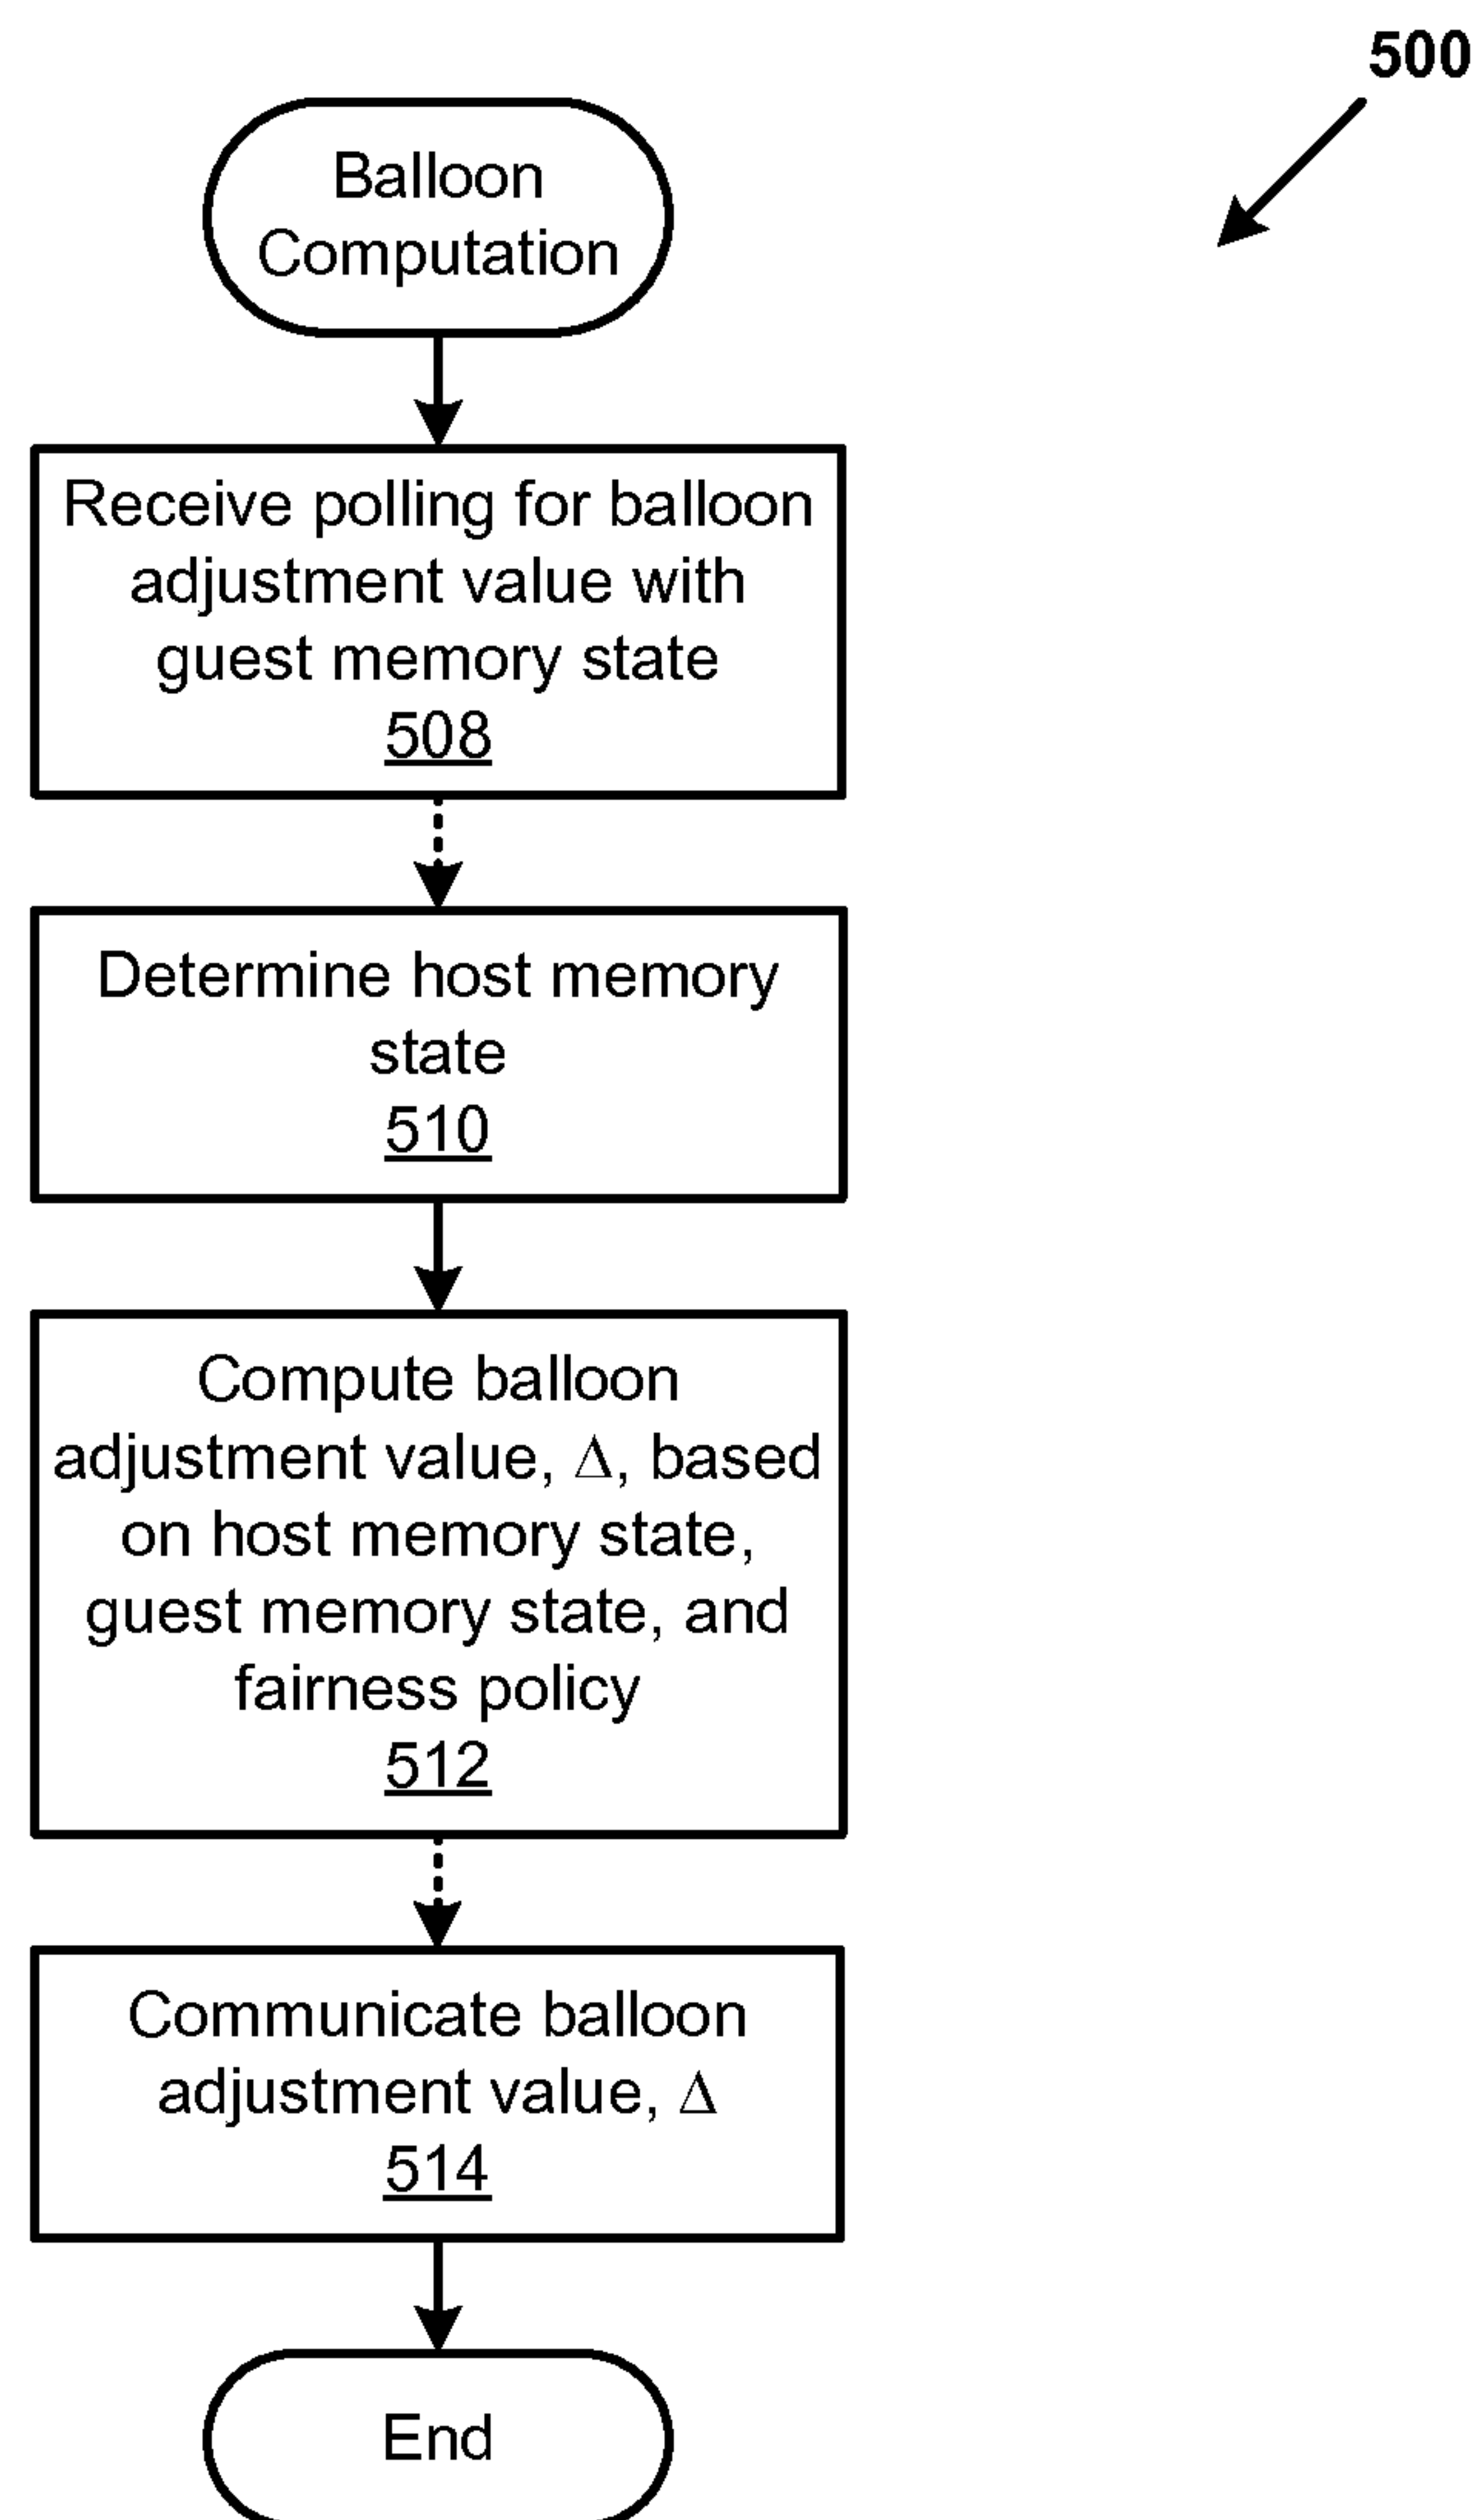 500
Balloon
Computation
Receive polling for balloon
adjustment value with
guest memory state
508
Determine host memory
state
510
Compute balloon
adjustment value, Δ, based
on host memory state,
guest memory state, and
fairness policy
512
Communicate balloon
adjustment value, Δ
514
End